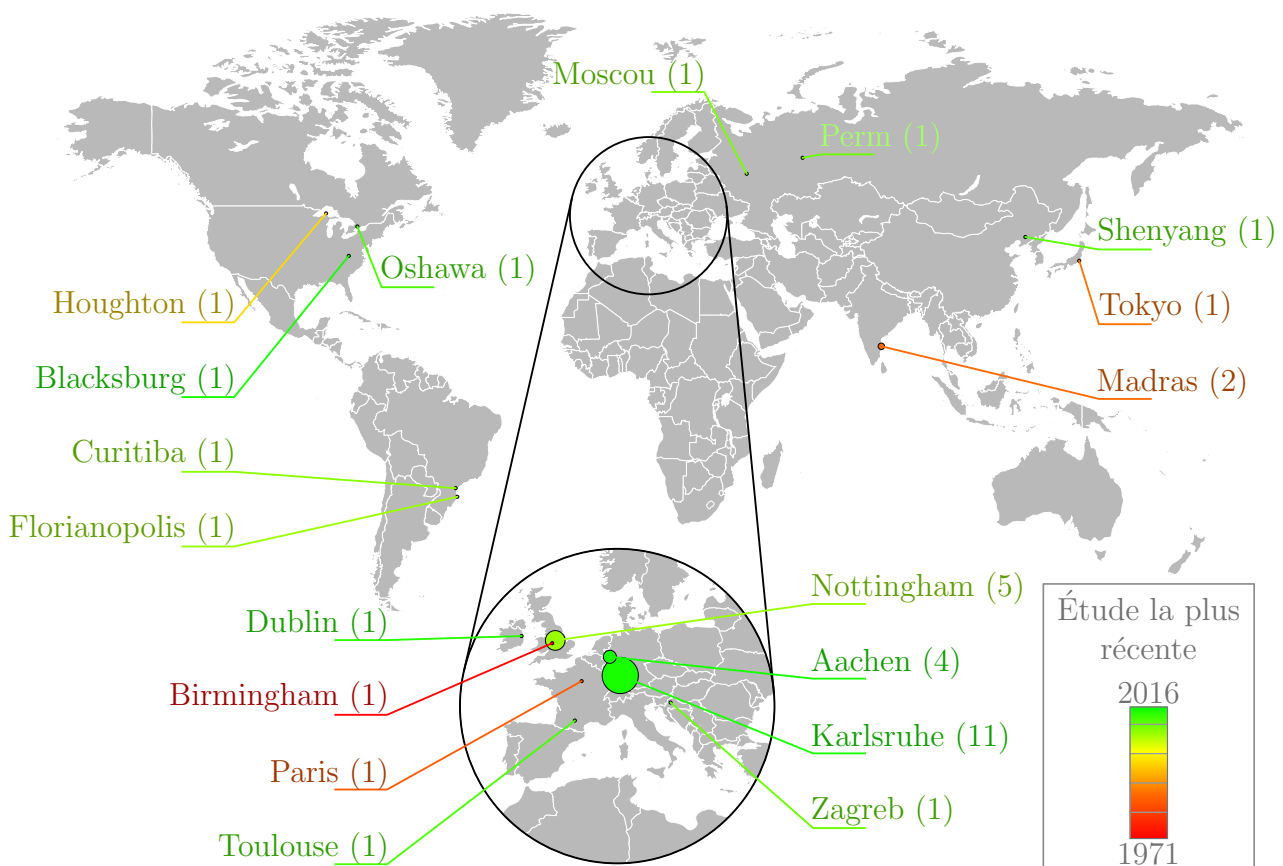 Moscou (1)
Perm (1)
Shenyang (1)
Oshawa (1)
Houghton (1)
Tokyo (1)
Blacksburg (1)
Madras (2)
Curitiba (1)
Florianopolis (1)
Nottingham (5)
Dublin (1)
Aachen (4)
Birmingham (1)
Karlsruhe (11)
Paris (1)
Zagreb (1)
Toulouse (1)
Étude la plus
récente
2016
1971